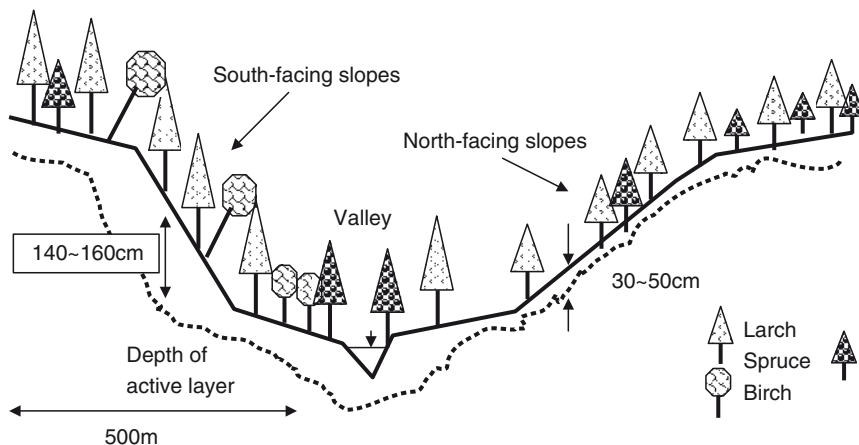 South-facing slopes
North-facing slopes
Valley
140~160cm
30~50cm
Depth of
active layer
500m
Larch
Spruce
Birch